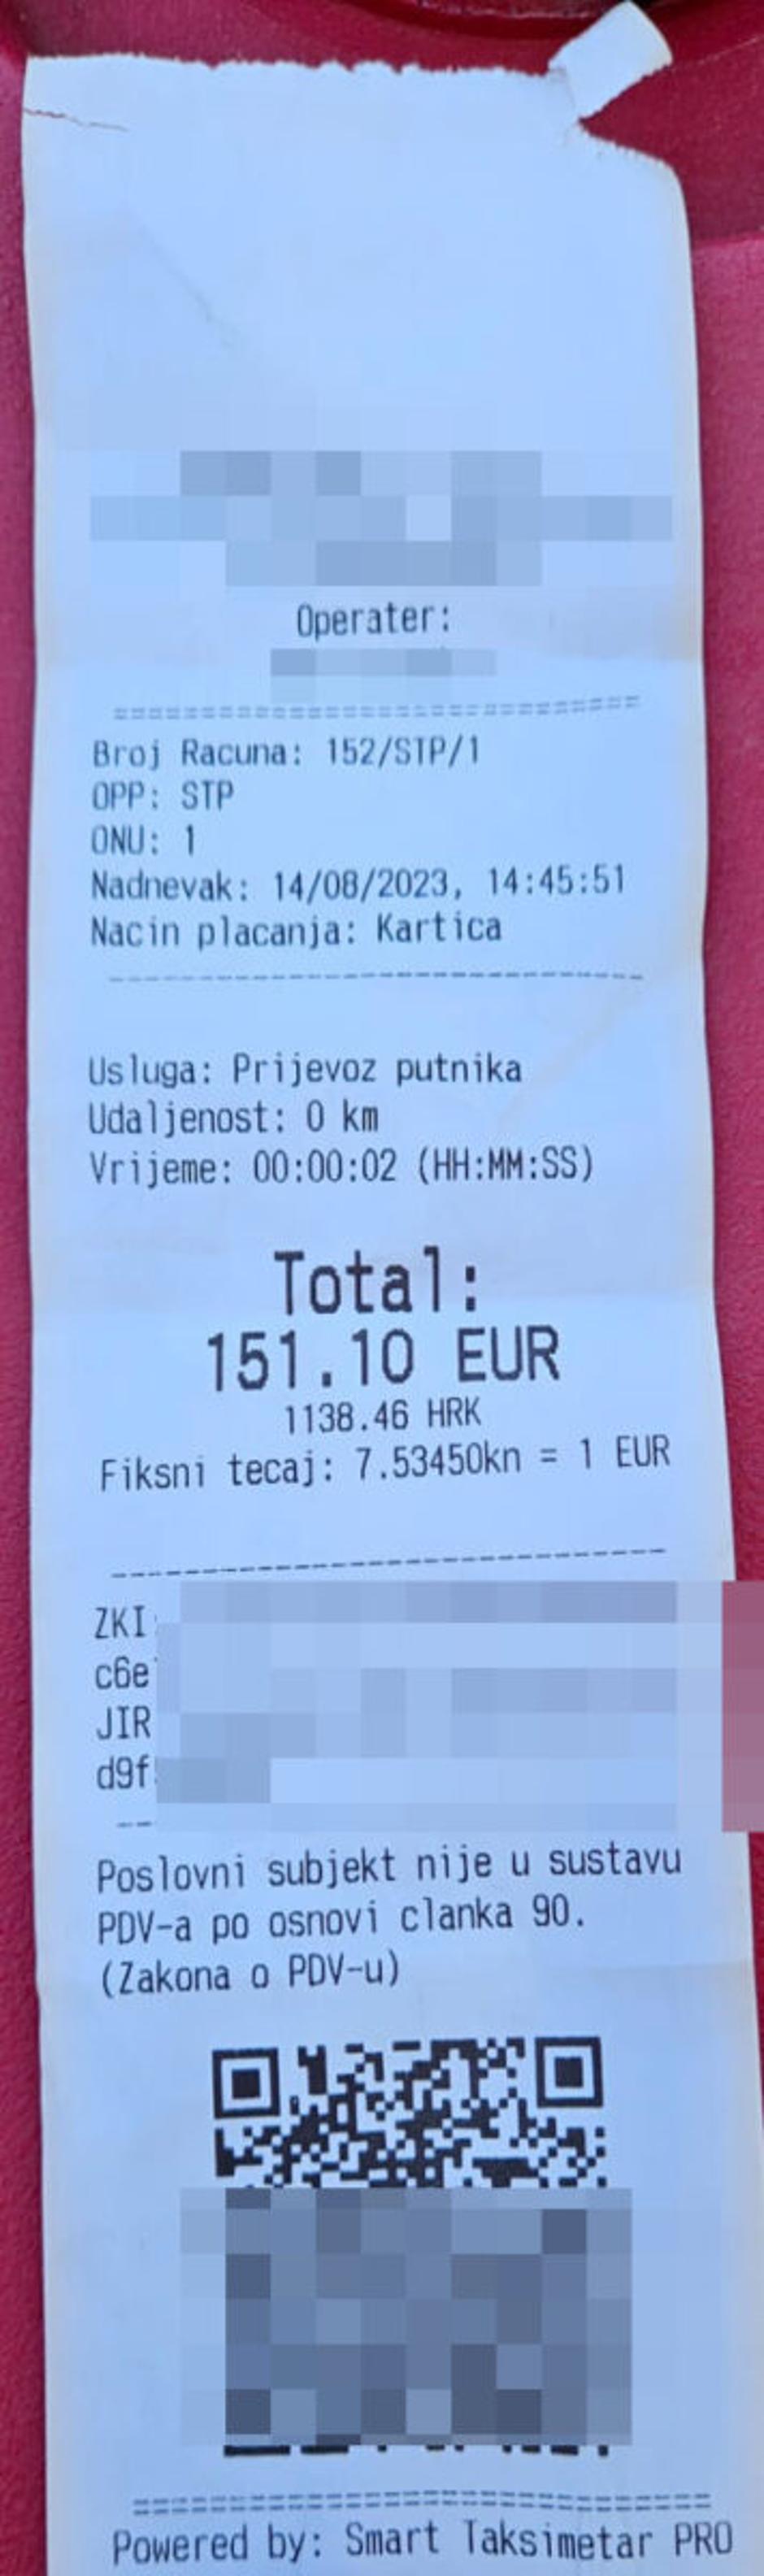 Operater:
Broj Racuna: 152/STP/1
OPP: STP
ONU: 1
Nadnevak: 14/08/2023, 14:45:51
Nacin placanja: Kartica
Usluga: Prijevoz putnika
Udaljenost: 0 km
Vrijeme: 00:00:02 (HH:MM:SS)
Total:
151.10 EUR
1138.46 HRK
Fiksni tecaj: 7.53450kn = 1 EUR
ZKI:
c6e
JIR
d9f
Poslovni subjekt nije u sustavu
PDV-a po osnovi clanka 90.
(Zakona o PDV-u)
Powered by: Smart Taksimetar PRO